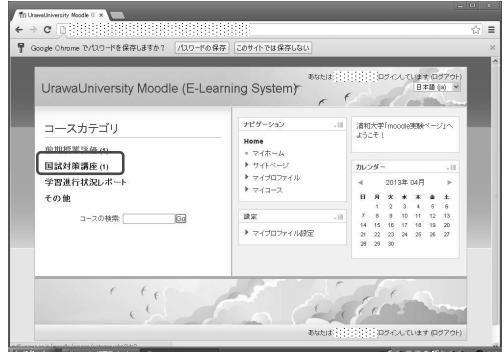 UrawaUniversity Moodle (E
Google Chrome でパスワードを保存しますか？ パスワードの保存 このサイトでは保存しない
あなたは ログインしています (ログアウト)
UrawaUniversity Moodle (E-Learning System)
日本語 (ja)
コースカテゴリ
前期授業評価 (1)
国試対策講座 (1)
学習進行状況レポート
その他
コースの検索: Go
ナビゲーション
Home
マイホーム
サイトページ
マイプロファイル
マイコース
設定
マイプロファイル設定
浦和大学「moodle実験ページ」へ
ようこそ！
カレンダー
2013年 04月
日 月 火 水 木 金 土
1 2 3 4 5 6
7 8 9 10 11 12 13
14 15 16 17 18 19 20
21 22 23 24 25 26 27
28 29 30
あなたは ログインしています (ログアウト)